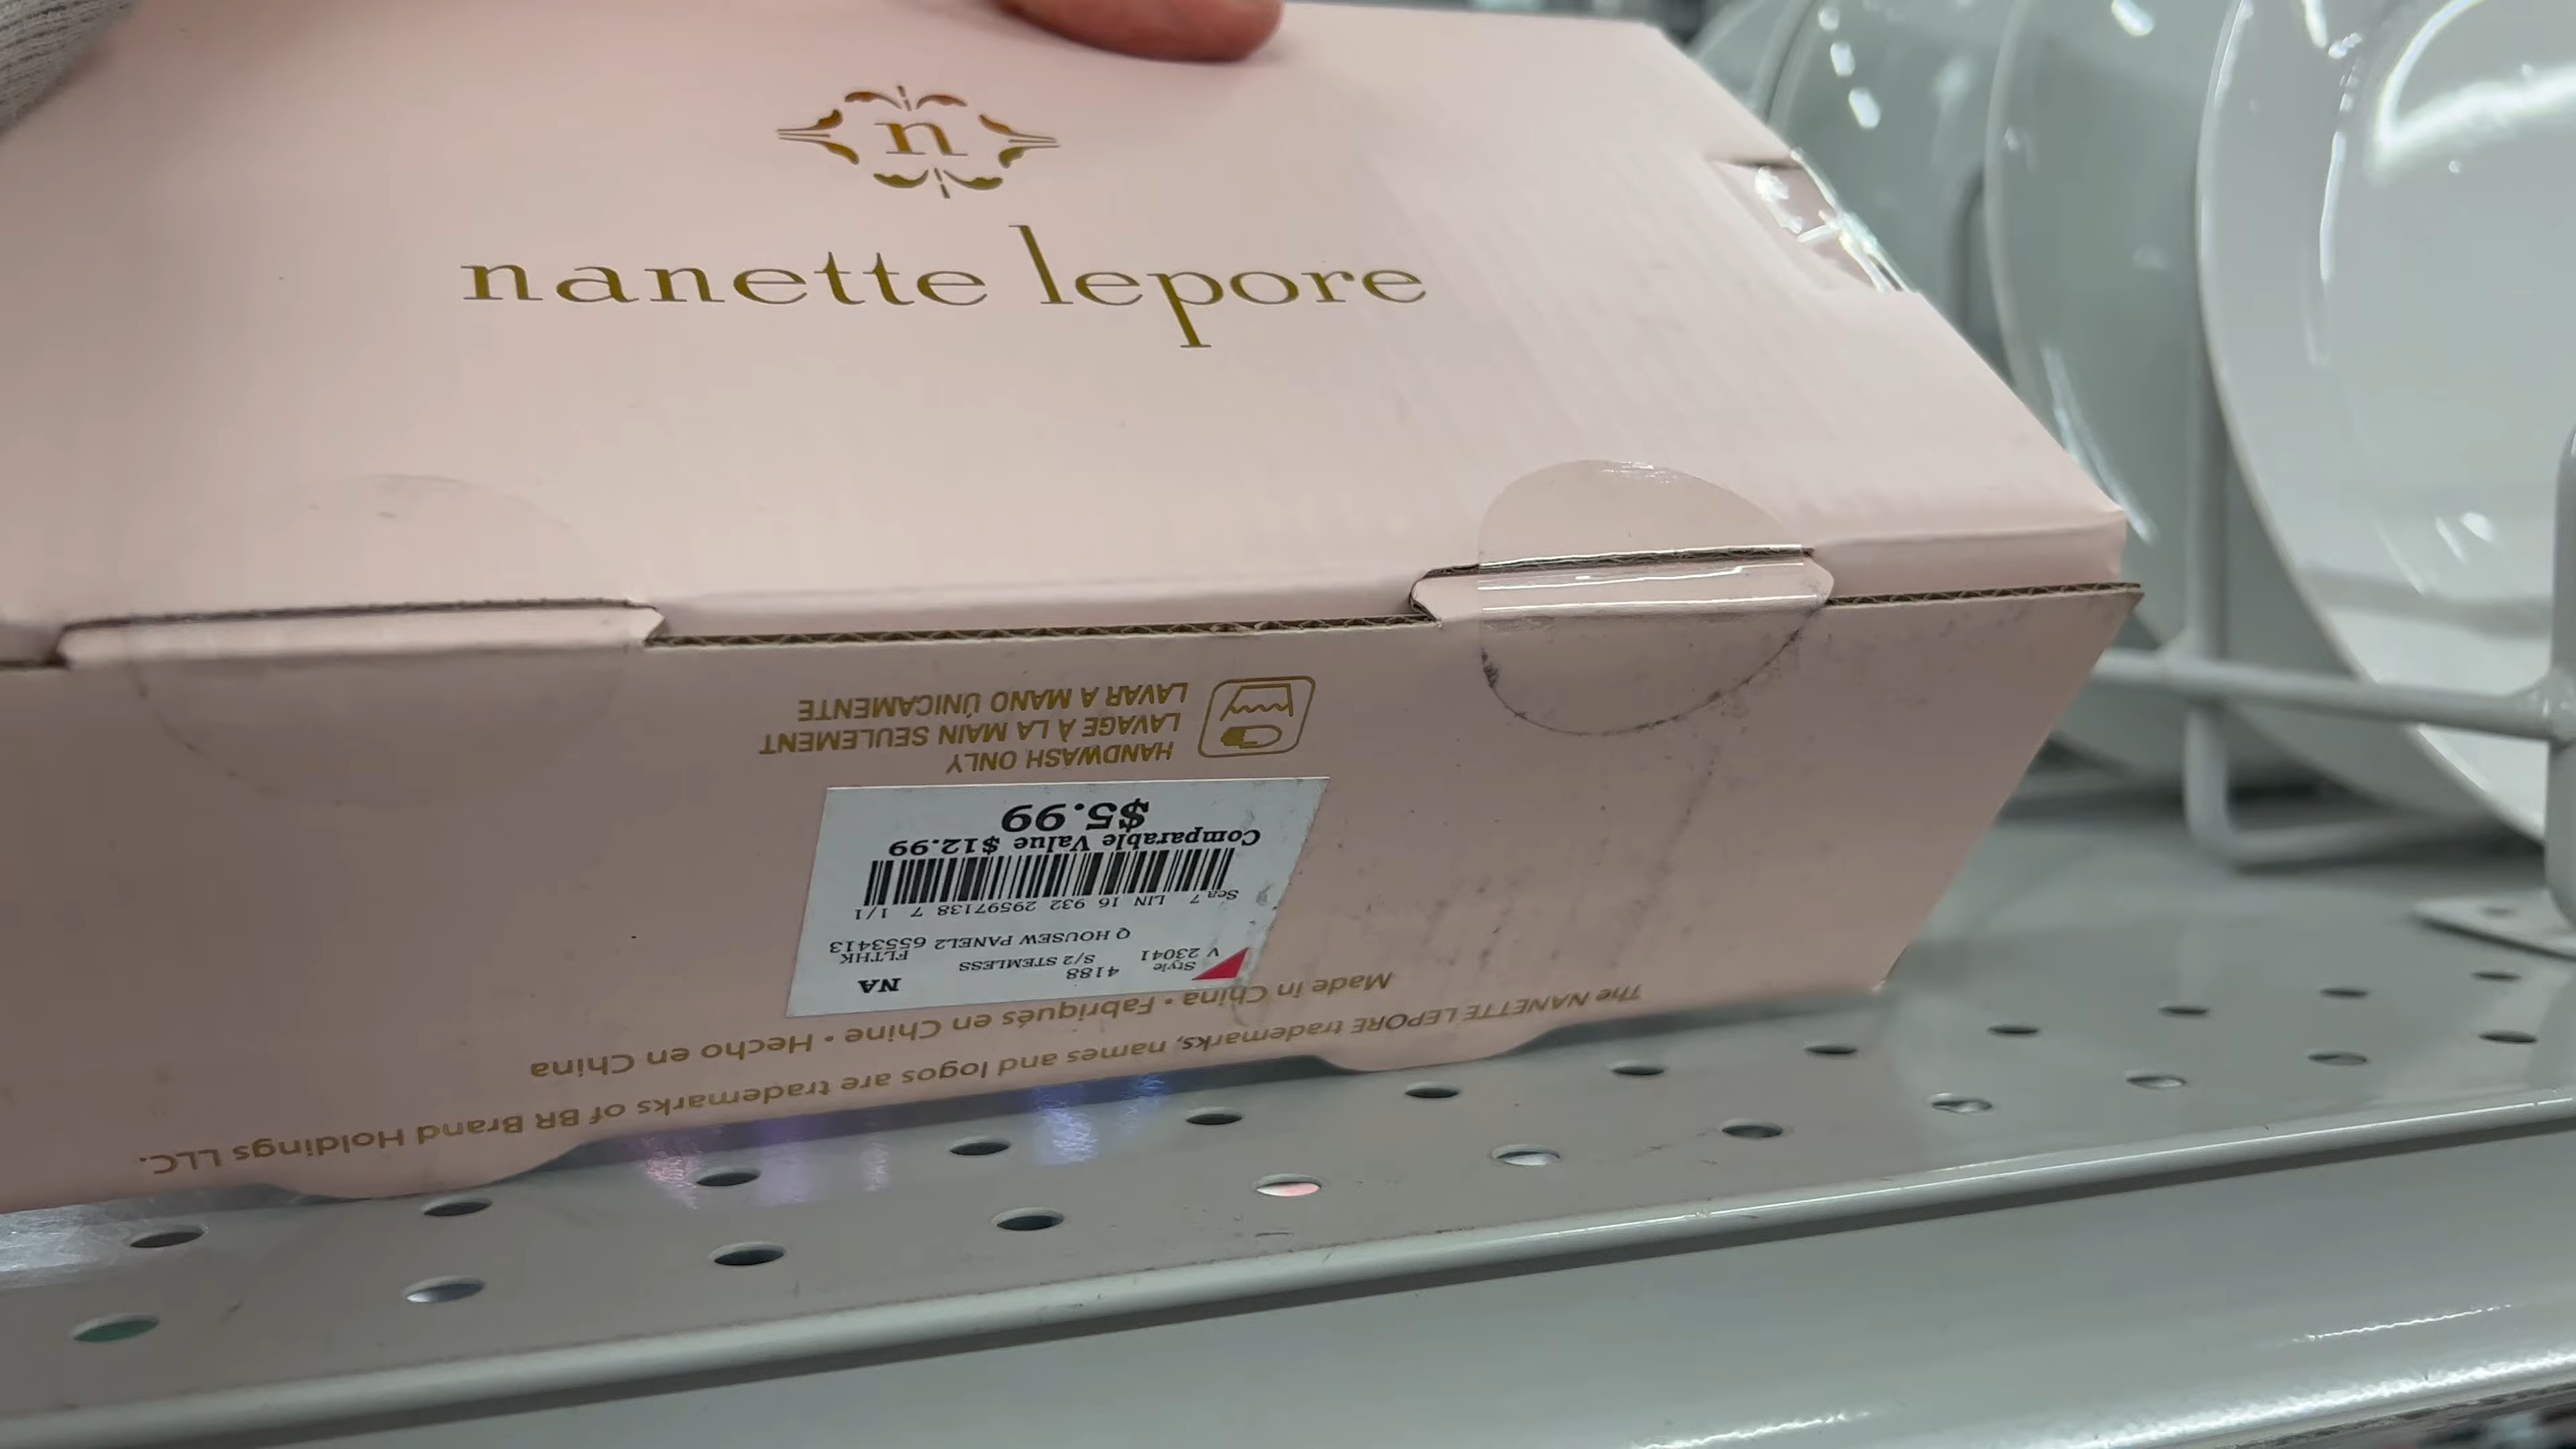 n
nanette lepore
HANDWASH ONLY
LAVAGE À LA MAIN SEULEMENT
LAVAR A MANO ÚNICAMENTE
Style 4188 NA
V 23041 S/2 STEMLESS FLTHK
Q HOUSEW PANEL2 6553413
Sea 7 LIN 16 932 29597138 7 1/1
Comparable Value $12.99
$5.99
Made in China • Fabriqués en Chine • Hecho en China
The NANETTE LEPORE trademarks, names and logos are trademarks of BR Brand Holdings LLC.